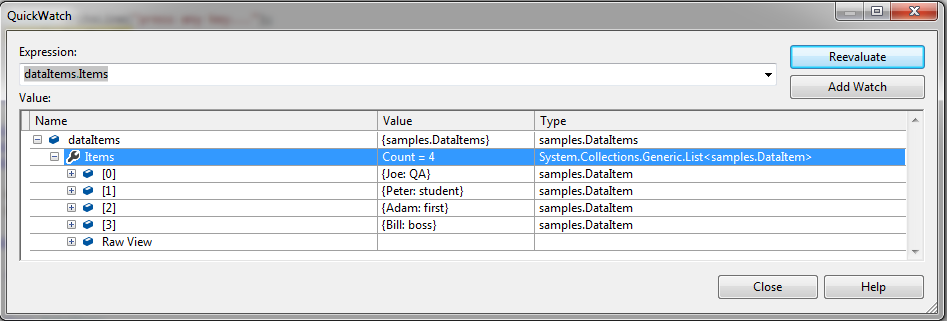 QuickWatch
Expression:
dataItems.Items
Reevaluate
Add Watch
Value:
Name Value Type
dataItems {samples.DataItems} samples.DataItems
Items Count = 4 System.Collections.Generic.List<samples.DataItem>
[0] {Joe: QA} samples.DataItem
[1] {Peter: student} samples.DataItem
[2] {Adam: first} samples.DataItem
[3] {Bill: boss} samples.DataItem
Raw View
Close Help